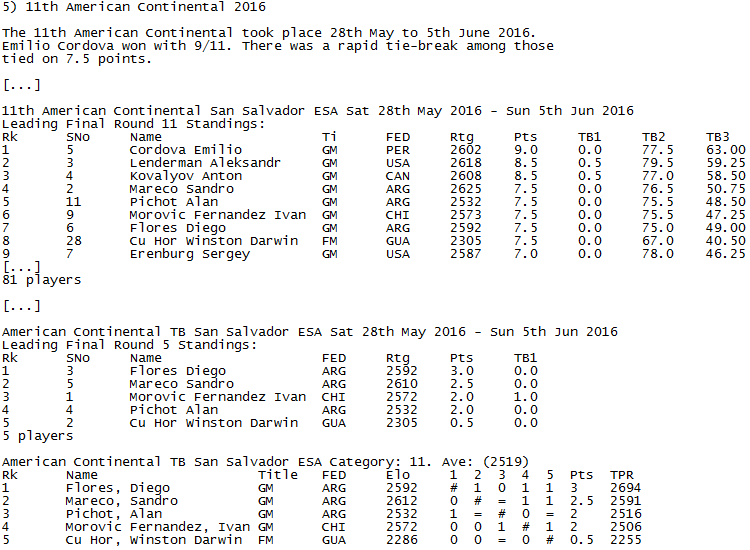 5) 11th American Continental 2016
The 11th American Continental took place 28th May to 5th June 2016.
Emilio Cordova won with 9/11. There was a rapid tie-break among those
tied on 7.5 points.
[...]
11th American Continental San Salvador ESA Sat 28th May 2016 - Sun 5th Jun 2016
Leading Final Round 11 Standings:
Rk SNo Name Ti FED Rtg Pts TB1 TB2 TB3
1 5 Cordova Emilio GM PER 2602 9.0 0.0 77.5 63.00
2 3 Lenderman Aleksandr GM USA 2618 8.5 0.5 79.5 59.25
3 4 Kovalyov Anton GM CAN 2608 8.5 0.5 77.0 58.50
4 2 Mareco Sandro GM ARG 2625 7.5 0.0 76.5 50.75
5 11 Pichot Alan GM ARG 2532 7.5 0.0 75.5 48.50
6 9 Morovic Fernandez Ivan GM CHI 2573 7.5 0.0 75.5 47.25
7 6 Flores Diego GM ARG 2592 7.5 0.0 75.0 49.00
8 28 Cu Hor Winston Darwin FM GUA 2305 7.5 0.0 67.0 40.50
9 7 Erenburg Sergey GM USA 2587 7.0 0.0 78.0 46.25
[...]
81 players
[...]
American Continental TB San Salvador ESA Sat 28th May 2016 - Sun 5th Jun 2016
Leading Final Round 5 Standings:
Rk SNo Name FED Rtg Pts TB1
1 3 Flores Diego ARG 2592 3.0 0.0
2 5 Mareco Sandro ARG 2610 2.5 0.0
3 1 Morovic Fernandez Ivan CHI 2572 2.0 1.0
4 4 Pichot Alan ARG 2532 2.0 0.0
5 2 Cu Hor Winston Darwin GUA 2305 0.5 0.0
5 players
American Continental TB San Salvador ESA Category: 11. Ave: (2519)
Rk Name Title FED Elo 1 2 3 4 5 Pts TPR
1 Flores, Diego GM ARG 2592 # 1 0 1 1 3 2694
2 Mareco, Sandro GM ARG 2612 0 # = 1 1 2.5 2591
3 Pichot, Alan GM ARG 2532 1 = # 0 = 2 2516
4 Morovic Fernandez, Ivan GM CHI 2572 0 0 1 # 1 2 2506
5 Cu Hor, Winston Darwin FM GUA 2286 0 0 = 0 # 0.5 2255